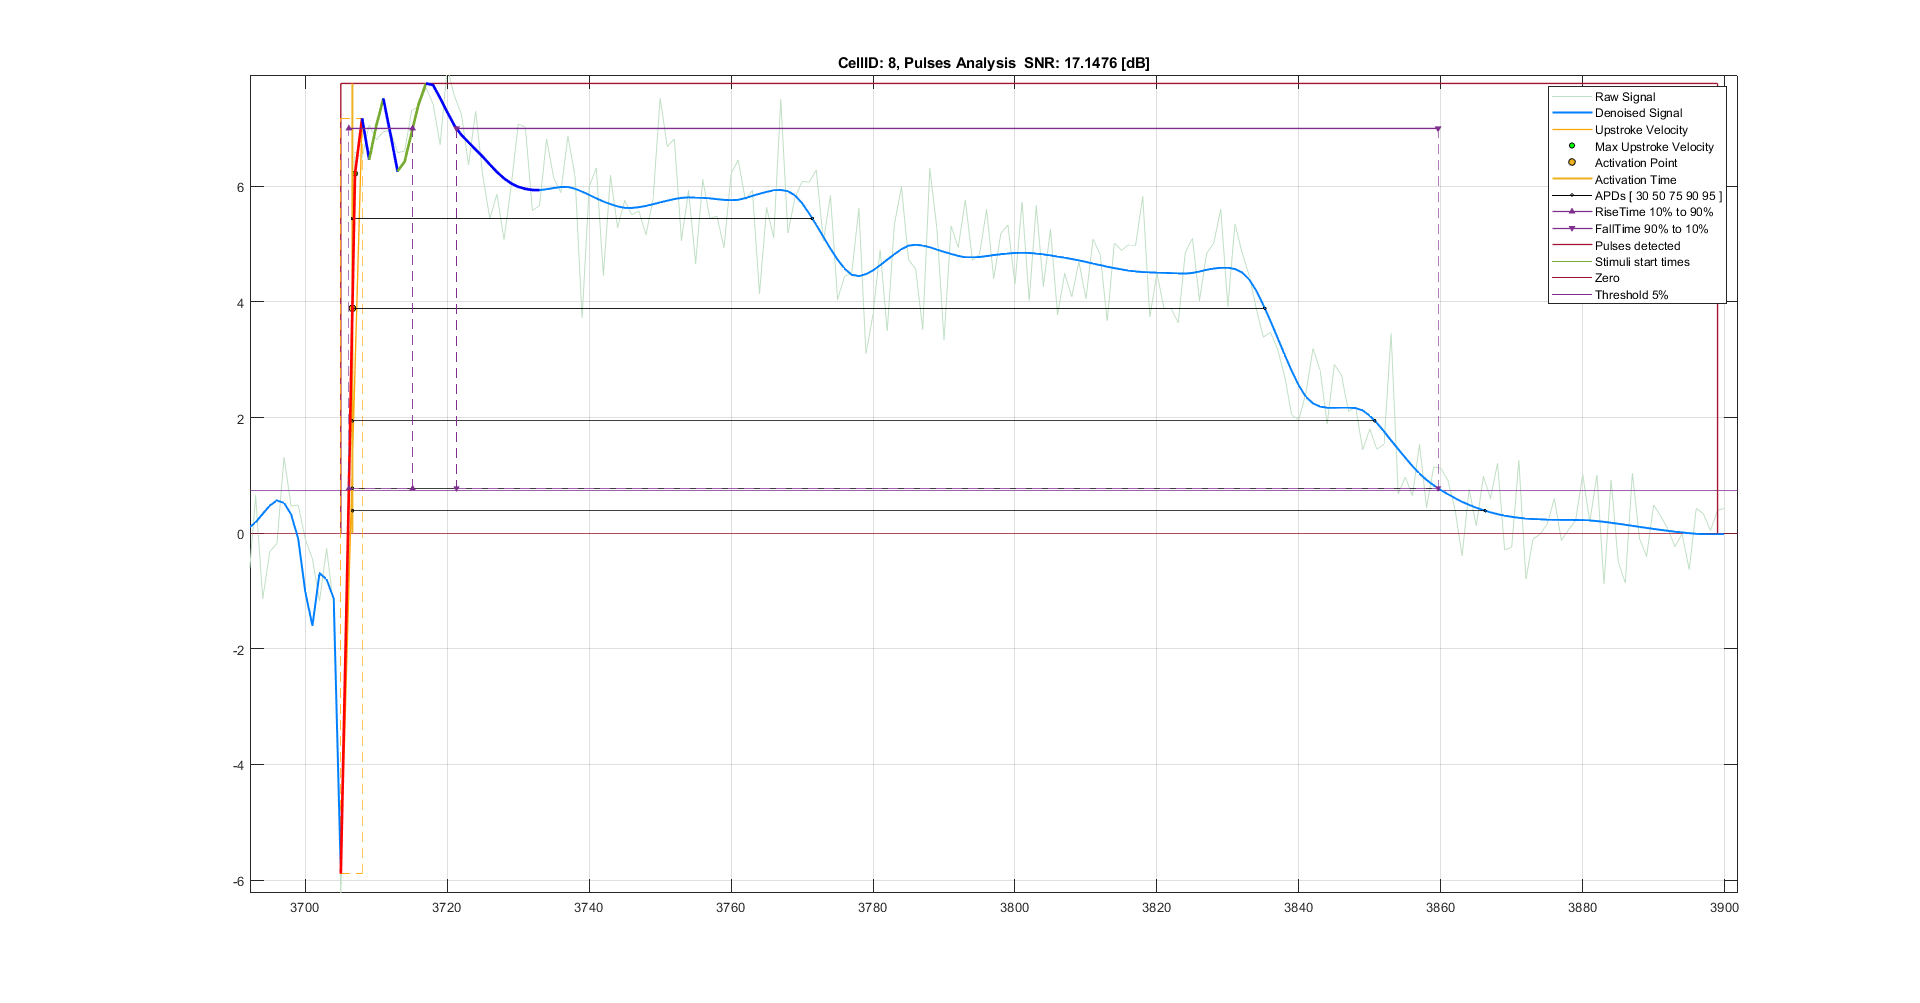 CellID: 8, Pulses Analysis  SNR: 17.1476 [dB]
Raw Signal
Denoised Signal
Upstroke Velocity
Max Upstroke Velocity
Activation Point
Activation Time
APDs [ 30 50 75 90 95 ]
RiseTime 10% to 90%
FallTime 90% to 10%
Pulses detected
Stimuli start times
Zero
Threshold 5%
6
4
2
0
-2
-4
-6
3700 3720 3740 3760 3780 3800 3820 3840 3860 3880 3900